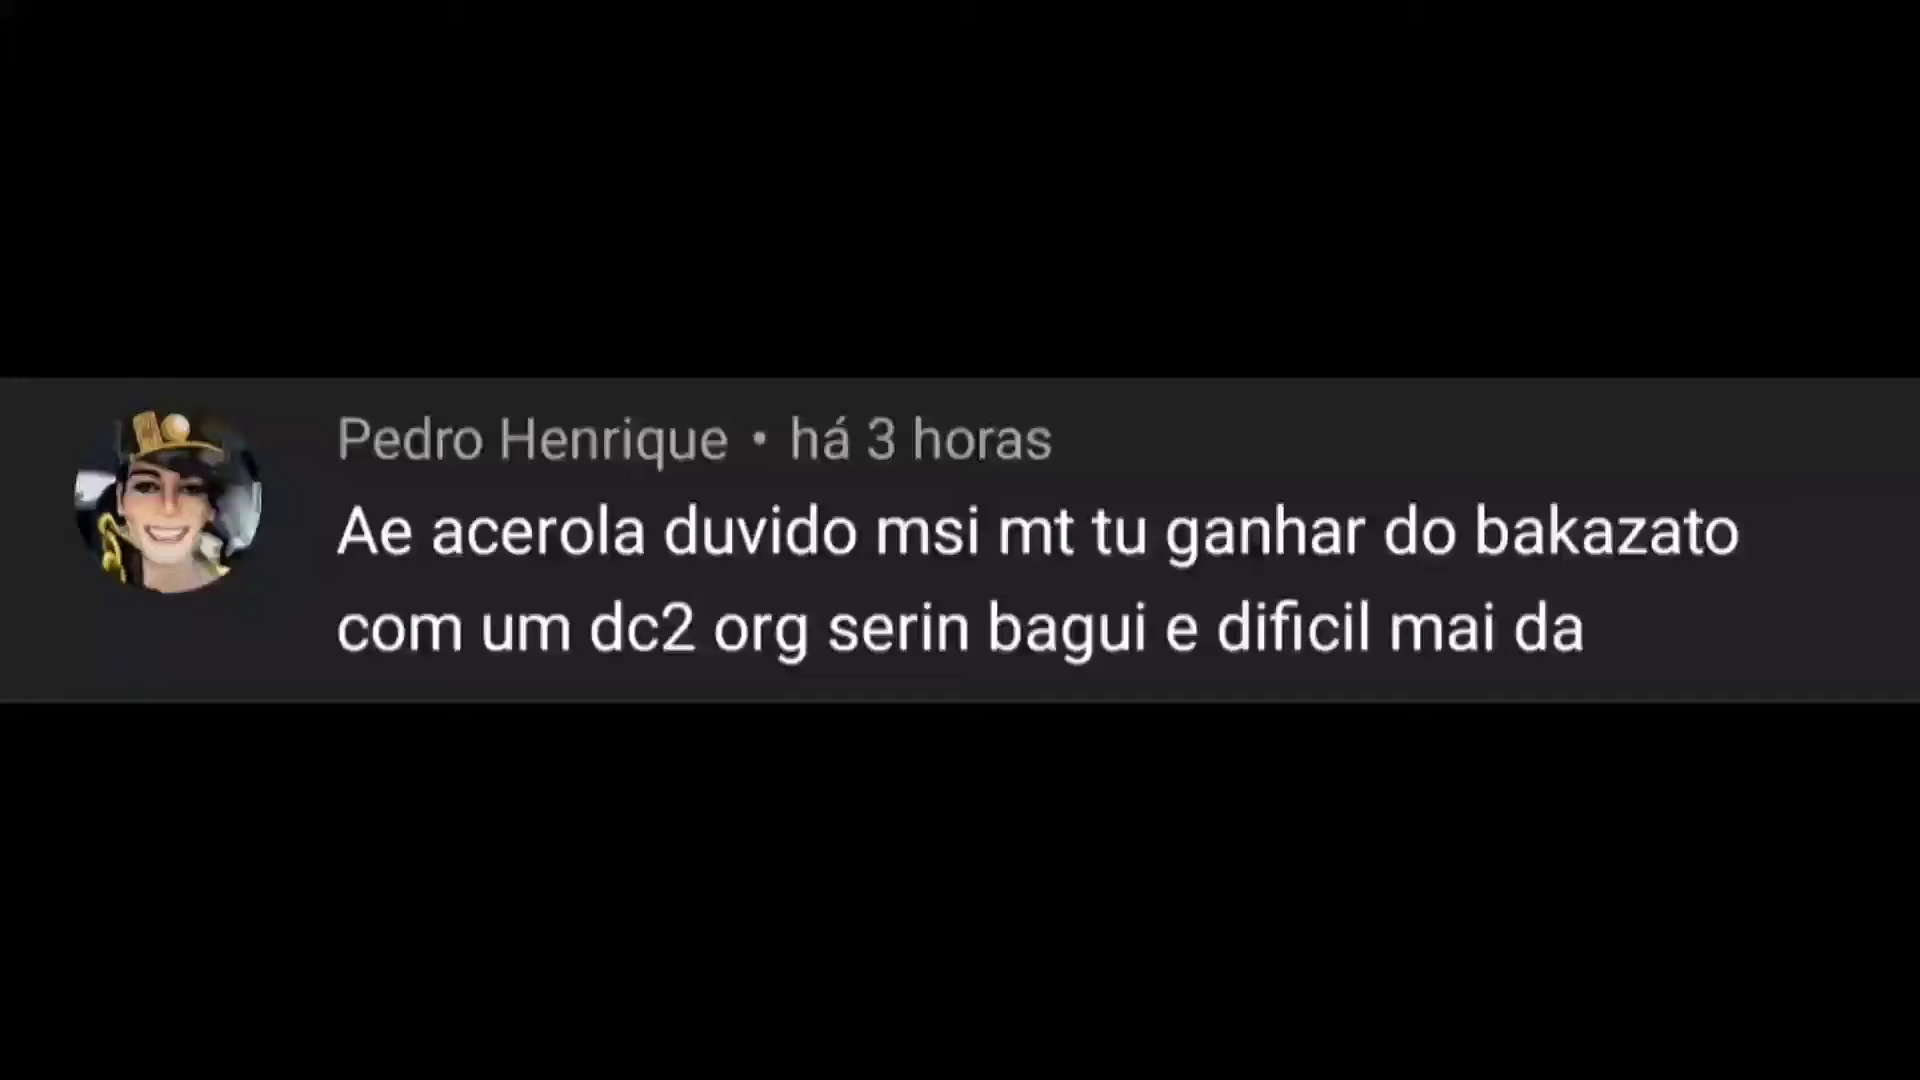 Pedro Henrique • há 3 horas
Ae acerola duvido msi mt tu ganhar do bakazato
com um dc2 org serin bagui e dificil mai da